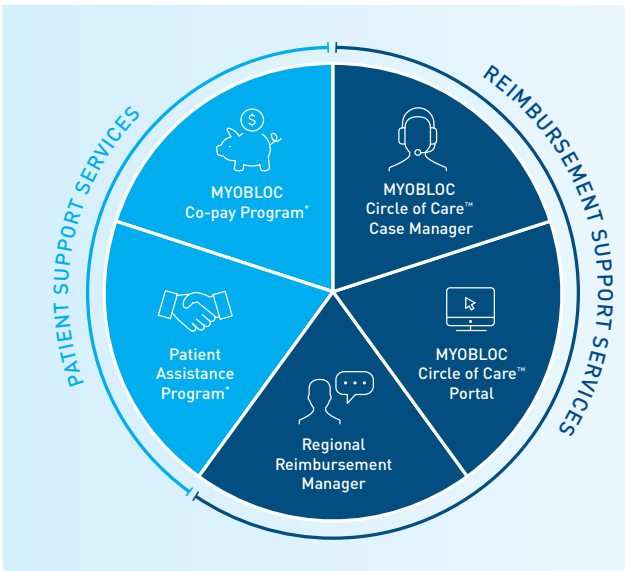 PATIENT SUPPORT SERVICES
REIMBURSEMENT SUPPORT SERVICES
$
MYOBLOC
Co-pay Program*
MYOBLOC
Circle of Care™
Case Manager
Patient
Assistance
Program*
MYOBLOC
Circle of Care™
Portal
Regional
Reimbursement
Manager